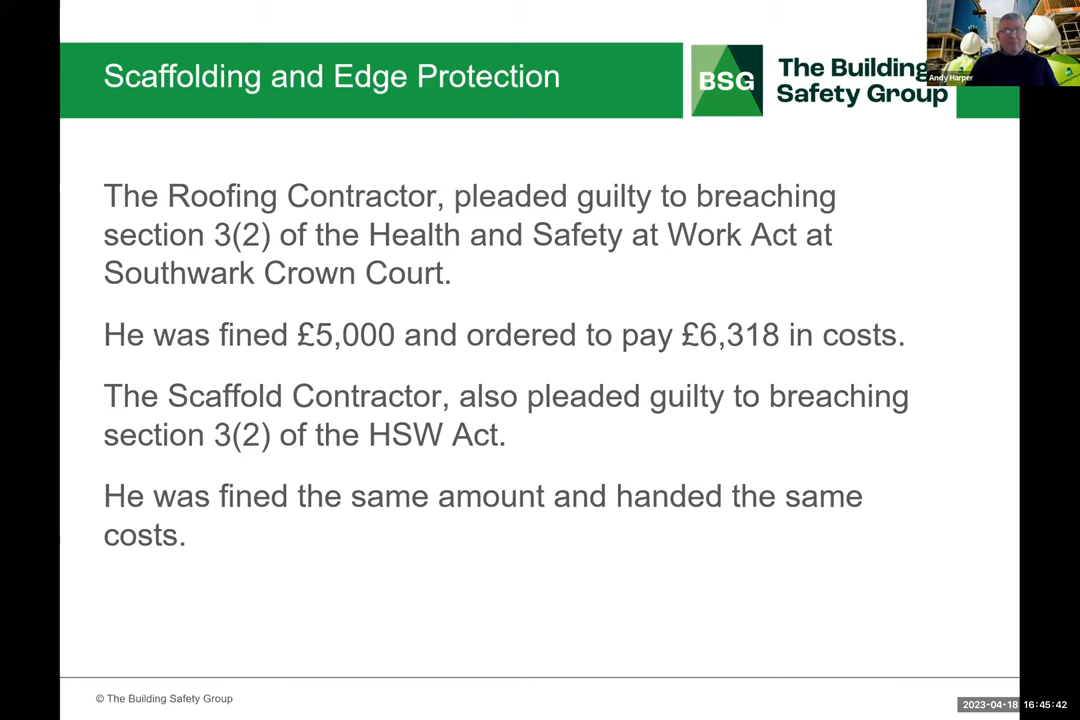 Scaffolding and Edge Protection
BSG
The Building
Safety Group
Andy Harper
The Roofing Contractor, pleaded guilty to breaching
section 3(2) of the Health and Safety at Work Act at
Southwark Crown Court.
He was fined £5,000 and ordered to pay £6,318 in costs.
The Scaffold Contractor, also pleaded guilty to breaching
section 3(2) of the HSW Act.
He was fined the same amount and handed the same
costs.
© The Building Safety Group
2023-04-18 16:45:42